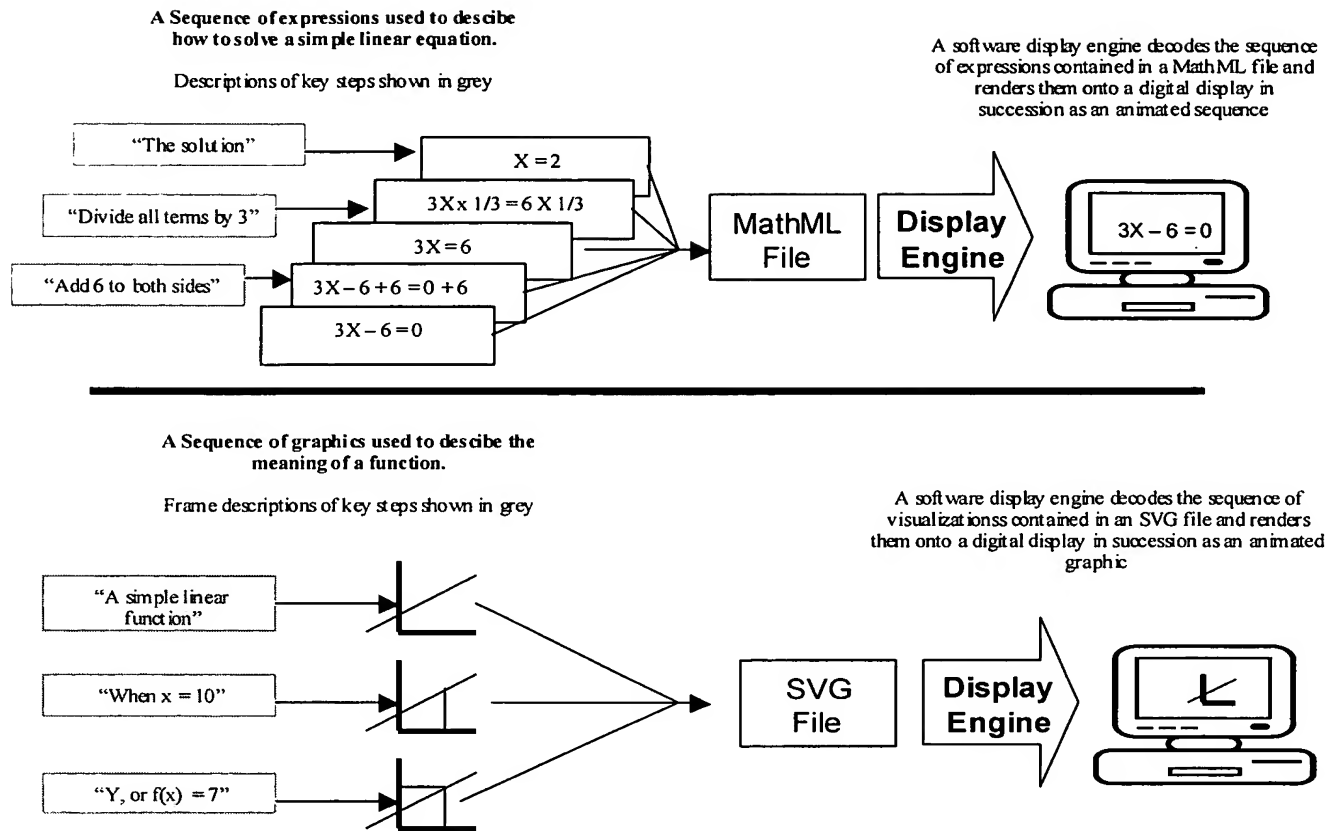 A Sequence of expressions used to descibe
how to solve a simple linear equation.
Descriptions of key steps shown in grey
A software display engine decodes the sequence
of expressions contained in a MathML file and
renders them onto a digital display in
succession as an animated sequence
“The solution”
X = 2
“Divide all terms by 3”
3X x 1/3 = 6 X 1/3
3X = 6
“Add 6 to both sides”
3X – 6 + 6 = 0 + 6
3X – 6 = 0
MathML
File
Display
Engine
3X – 6 = 0
A Sequence of graphics used to descibe the
meaning of a function.
Frame descriptions of key steps shown in grey
A software display engine decodes the sequence of
visualizationss contained in an SVG file and renders
them onto a digital display in succession as an animated
graphic
“A simple linear
function”
“When x = 10”
“Y, or f(x) = 7”
SVG
File
Display
Engine